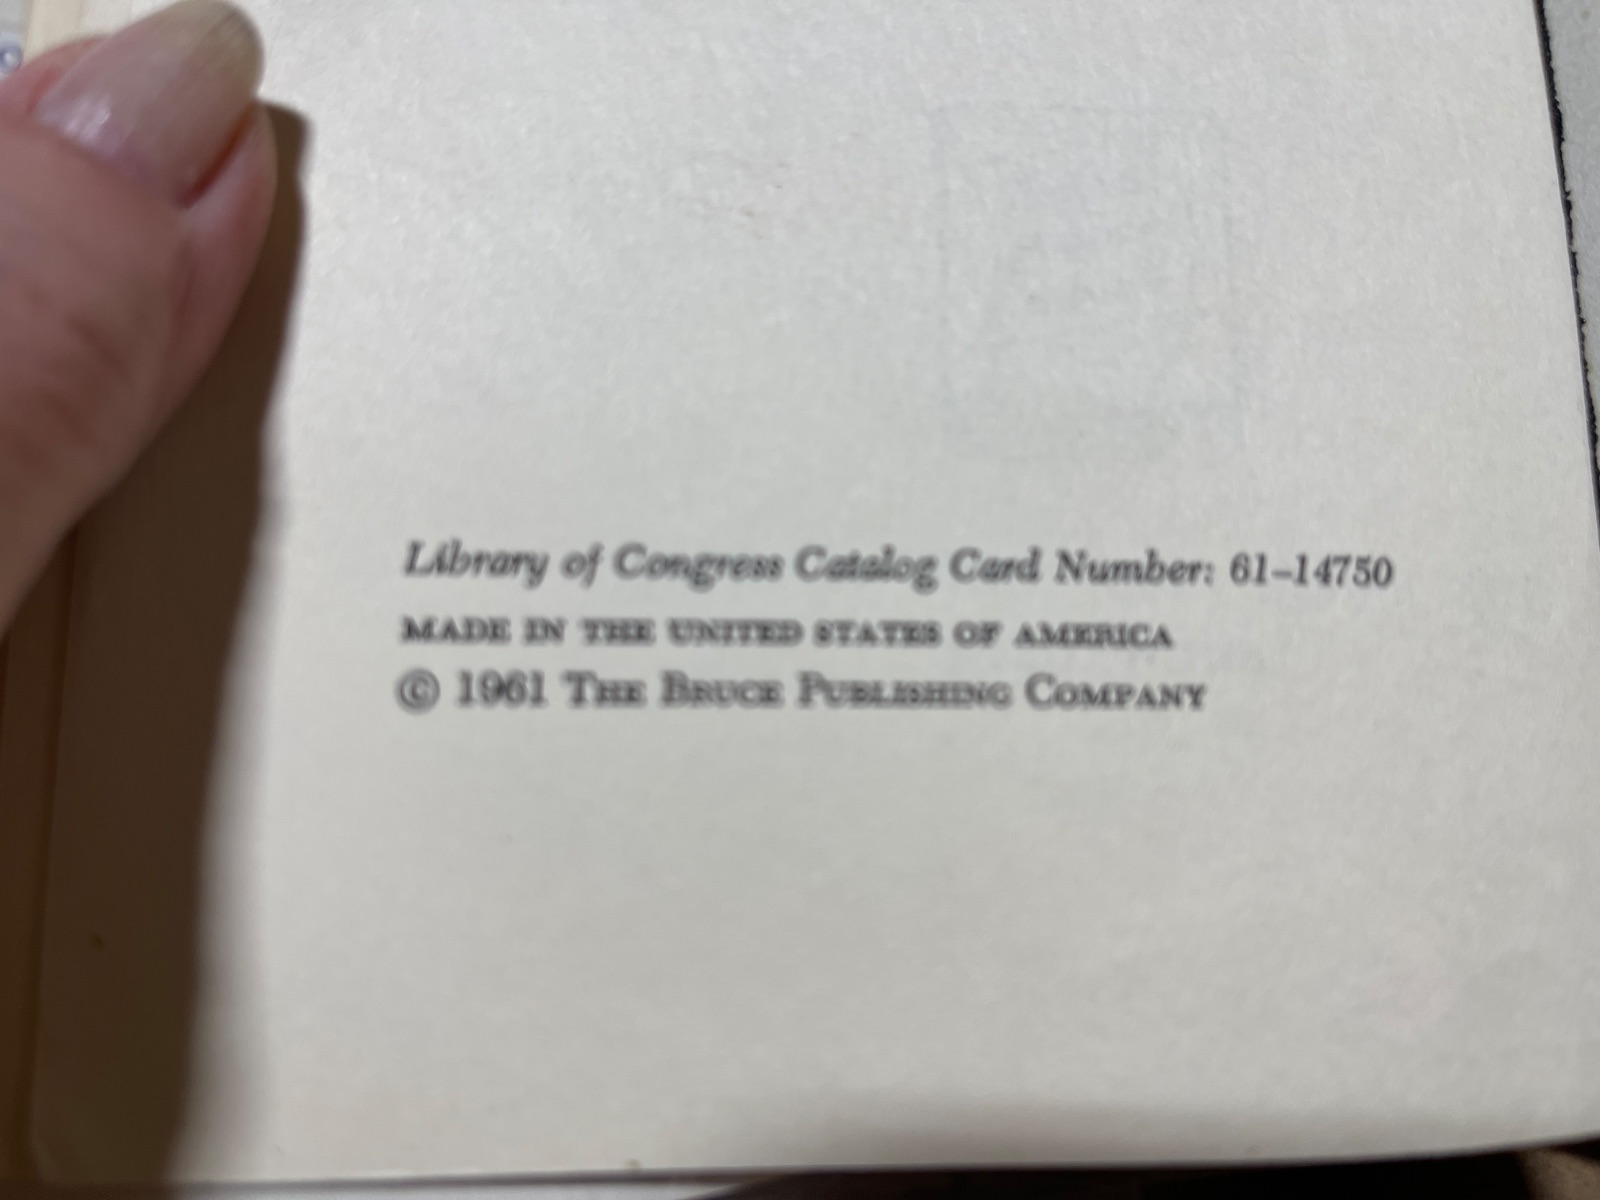 Library of Congress Catalog Card Number: 61–14750
MADE IN THE UNITED STATES OF AMERICA
© 1961 THE BRUCE PUBLISHING COMPANY